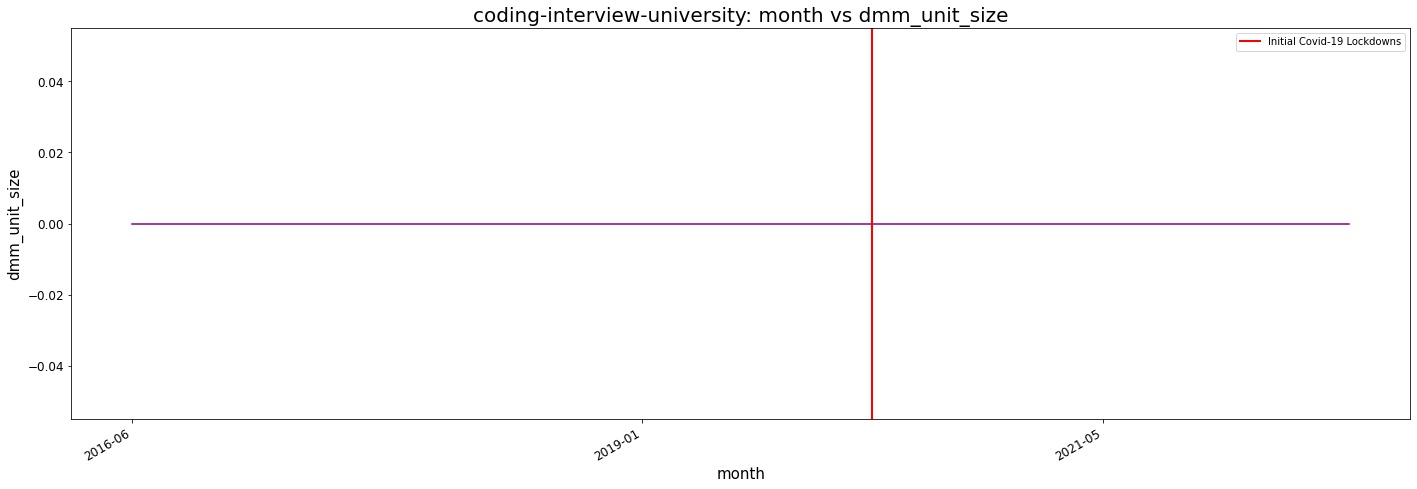 coding-interview-university: month vs dmm_unit_size
Initial Covid-19 Lockdowns
0.04
0.02
0.00
−0.02
−0.04
dmm_unit_size
2016-06
2019-01
2021-05
month